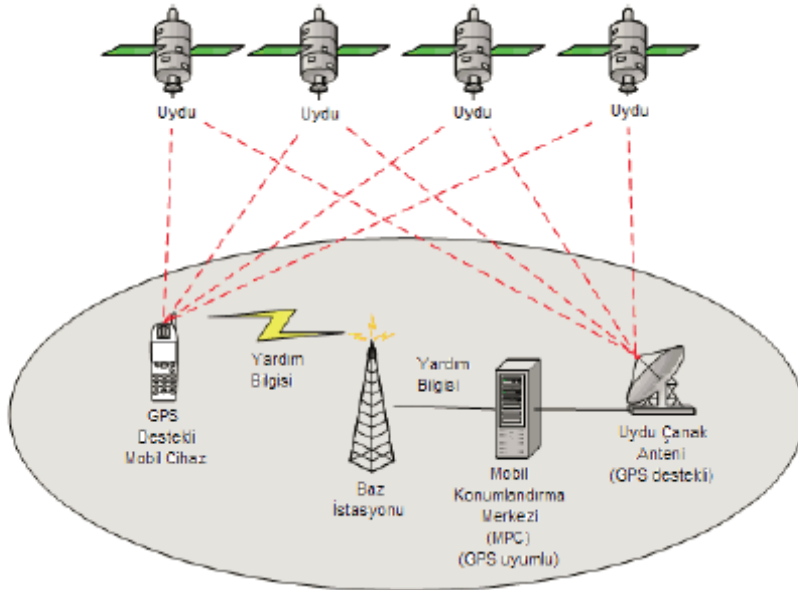 Uydu
Uydu
Uydu
Uydu
Yardım
Bilgisi
Yardım
Bilgisi
GPS
Destekli
Mobil Cihaz
Baz
İstasyonu
Mobil
Konumlandırma
Merkezi
(MPC)
(GPS uyumlu)
Uydu Çanak
Anteni
(GPS destekli)